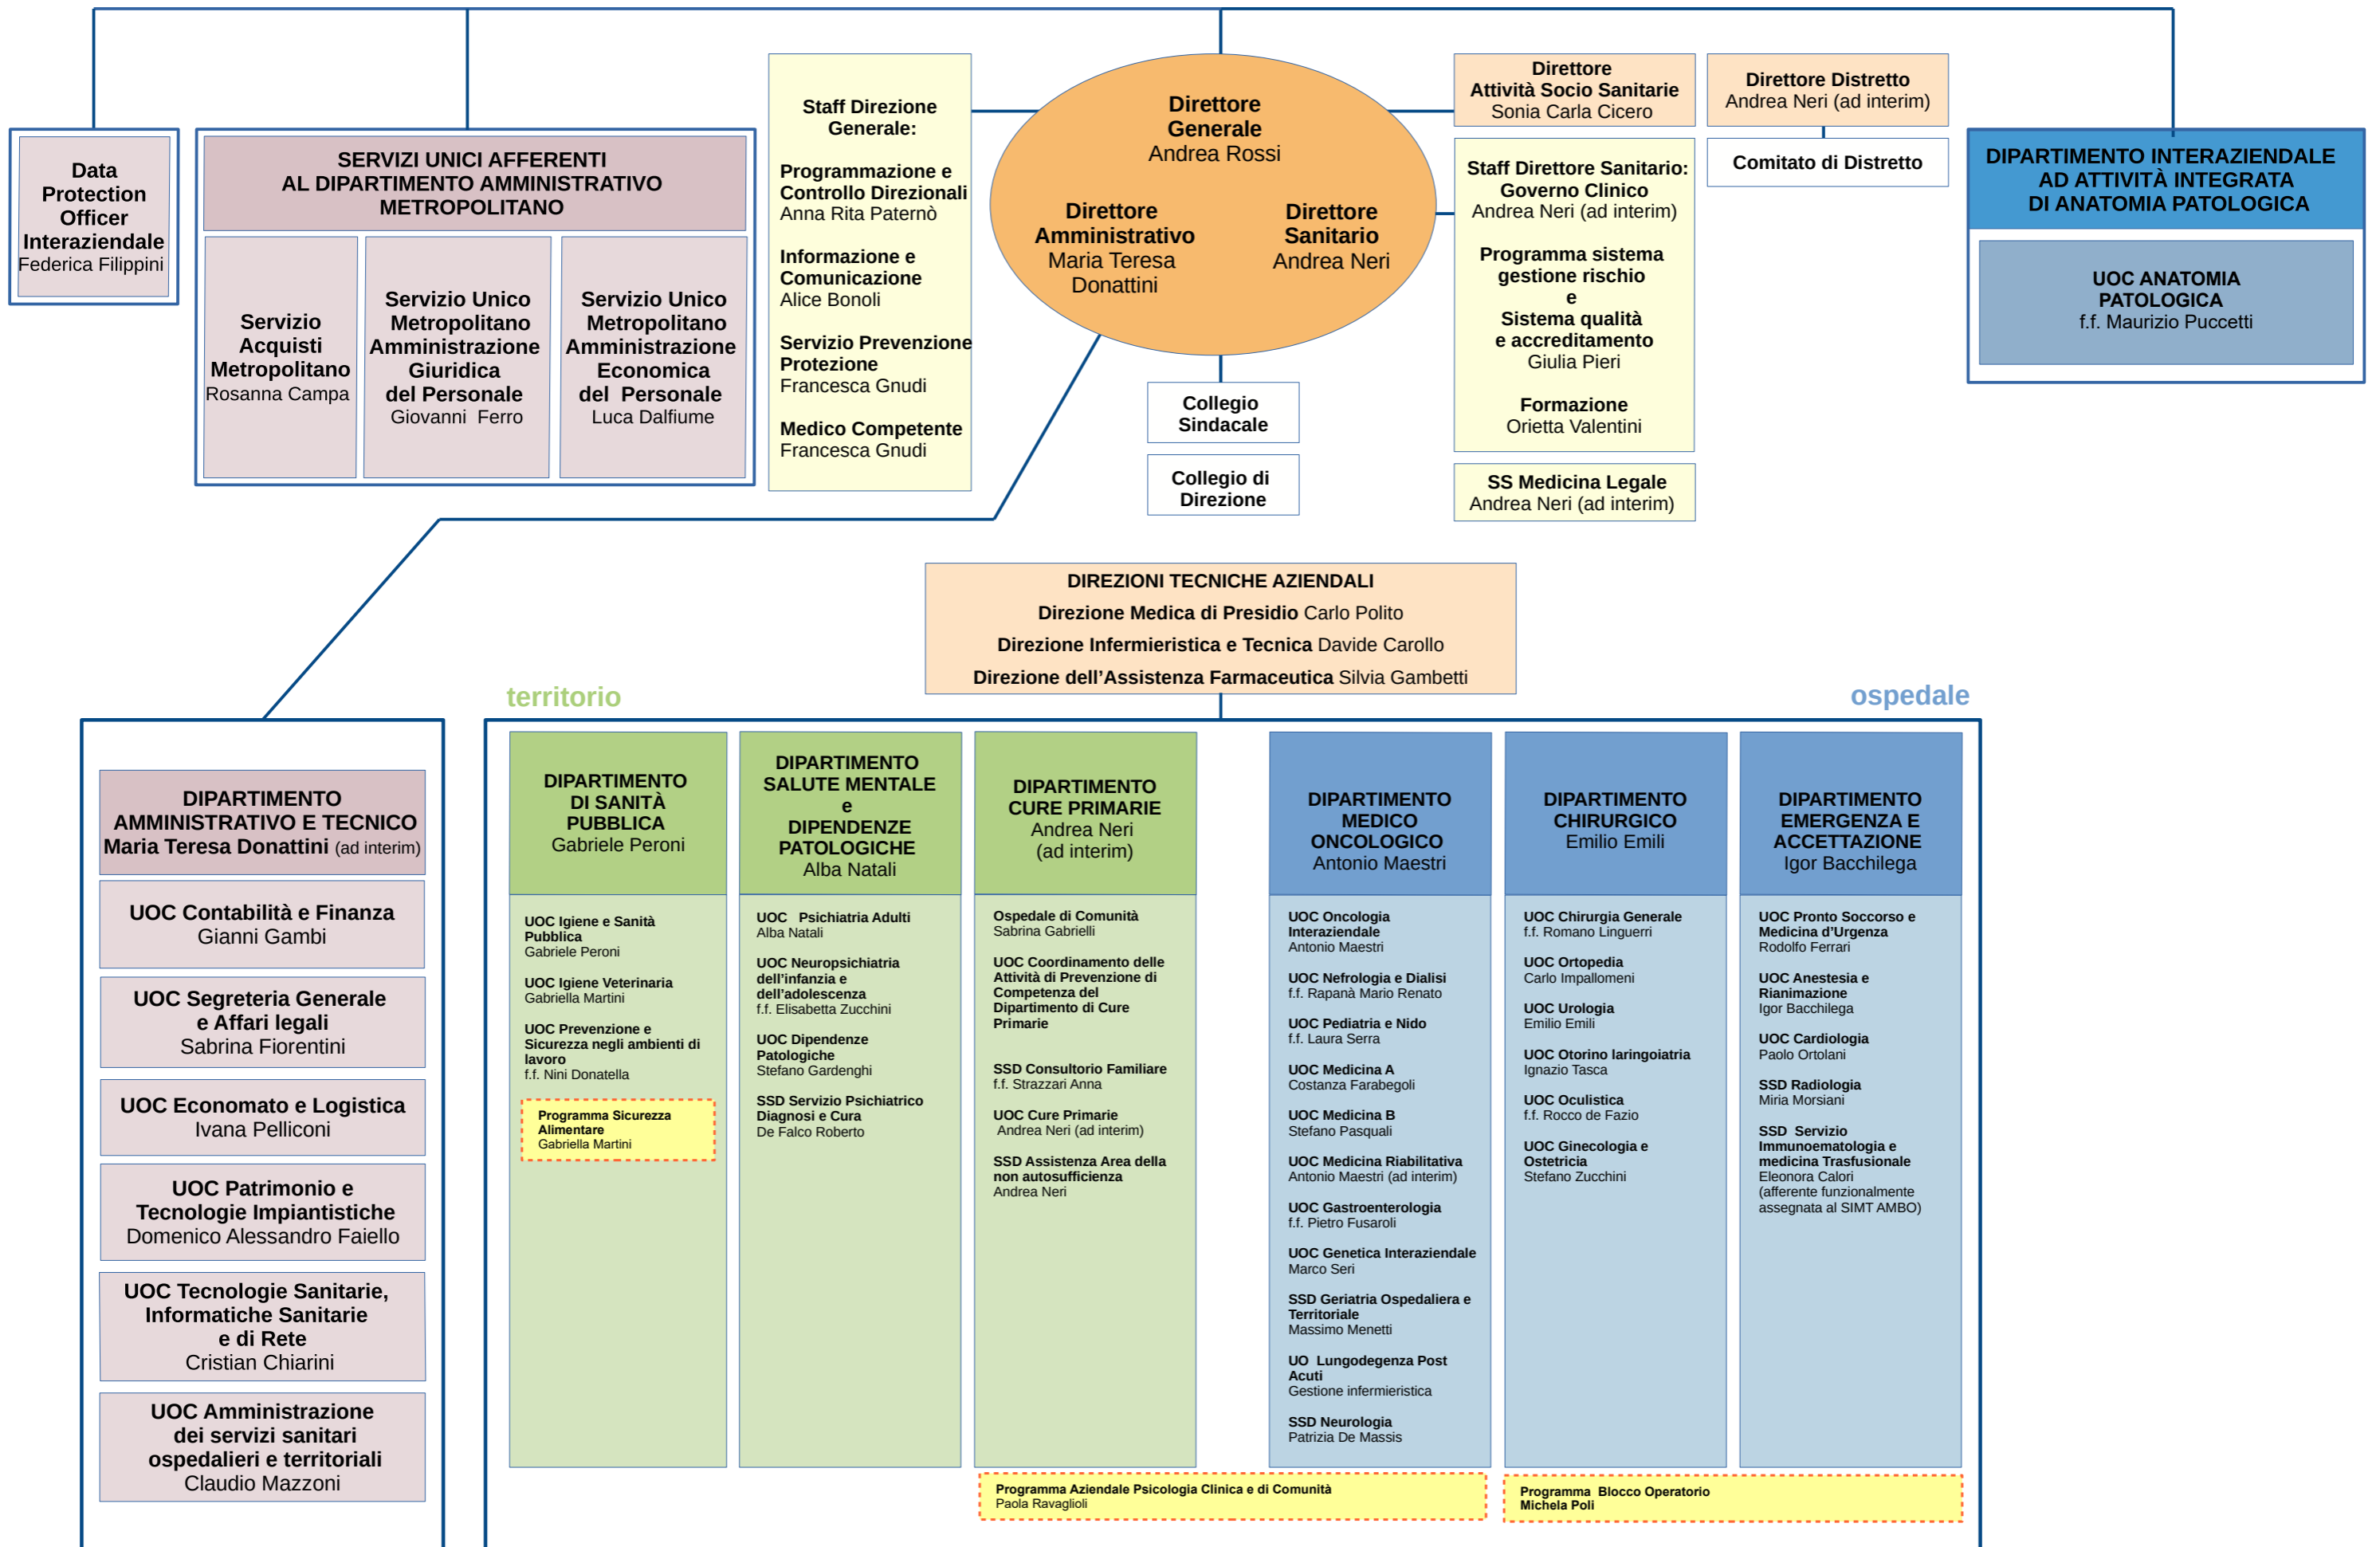 Data
Protection
Officer
Interaziendale
Federica Filippini
SERVIZI UNICI AFFERENTI
AL DIPARTIMENTO AMMINISTRATIVO
METROPOLITANO
Servizio
Acquisti
Metropolitano
Rosanna Campa
Servizio Unico
Metropolitano
Amministrazione
Giuridica
del Personale
Giovanni Ferro
Servizio Unico
Metropolitano
Amministrazione
Economica
del Personale
Luca Dalfiume
Staff Direzione
Generale:
Programmazione e
Controllo Direzionali
Anna Rita Paternò
Informazione e
Comunicazione
Alice Bonoli
Servizio Prevenzione
Protezione
Francesca Gnudi
Medico Competente
Francesca Gnudi
Direttore
Generale
Andrea Rossi
Direttore
Amministrativo
Maria Teresa
Donattini
Direttore
Sanitario
Andrea Neri
Collegio
Sindacale
Collegio di
Direzione
Direttore
Attività Socio Sanitarie
Sonia Carla Cicero
Staff Direttore Sanitario:
Governo Clinico
Andrea Neri (ad interim)
Programma sistema
gestione rischio
e
Sistema qualità
e accreditamento
Giulia Pieri
Formazione
Orietta Valentini
SS Medicina Legale
Andrea Neri (ad interim)
Direttore Distretto
Andrea Neri (ad interim)
Comitato di Distretto
DIPARTIMENTO INTERAZIENDALE
AD ATTIVITÀ INTEGRATA
DI ANATOMIA PATOLOGICA
UOC ANATOMIA
PATOLOGICA
f.f. Maurizio Puccetti
DIREZIONI TECNICHE AZIENDALI
Direzione Medica di Presidio Carlo Polito
Direzione Infermieristica e Tecnica Davide Carollo
Direzione dell’Assistenza Farmaceutica Silvia Gambetti
territorio
ospedale
DIPARTIMENTO
AMMINISTRATIVO E TECNICO
Maria Teresa Donattini (ad interim)
UOC Contabilità e Finanza
Gianni Gambi
UOC Segreteria Generale
e Affari legali
Sabrina Fiorentini
UOC Economato e Logistica
Ivana Pelliconi
UOC Patrimonio e
Tecnologie Impiantistiche
Domenico Alessandro Faiello
UOC Tecnologie Sanitarie,
Informatiche Sanitarie
e di Rete
Cristian Chiarini
UOC Amministrazione
dei servizi sanitari
ospedalieri e territoriali
Claudio Mazzoni
DIPARTIMENTO
DI SANITÀ
PUBBLICA
Gabriele Peroni
UOC Igiene e Sanità
Pubblica
Gabriele Peroni
UOC Igiene Veterinaria
Gabriella Martini
UOC Prevenzione e
Sicurezza negli ambienti di
lavoro
f.f. Nini Donatella
Programma Sicurezza
Alimentare
Gabriella Martini
DIPARTIMENTO
SALUTE MENTALE
e
DIPENDENZE
PATOLOGICHE
Alba Natali
UOC Psichiatria Adulti
Alba Natali
UOC Neuropsichiatria
dell’infanzia e
dell’adolescenza
f.f. Elisabetta Zucchini
UOC Dipendenze
Patologiche
Stefano Gardenghi
SSD Servizio Psichiatrico
Diagnosi e Cura
De Falco Roberto
DIPARTIMENTO
CURE PRIMARIE
Andrea Neri
(ad interim)
Ospedale di Comunità
Sabrina Gabrielli
UOC Coordinamento delle
Attività di Prevenzione di
Competenza del
Dipartimento di Cure
Primarie
SSD Consultorio Familiare
f.f. Strazzari Anna
UOC Cure Primarie
Andrea Neri (ad interim)
SSD Assistenza Area della
non autosufficienza
Andrea Neri
DIPARTIMENTO
MEDICO
ONCOLOGICO
Antonio Maestri
UOC Oncologia
Interaziendale
Antonio Maestri
UOC Nefrologia e Dialisi
f.f. Rapanà Mario Renato
UOC Pediatria e Nido
f.f. Laura Serra
UOC Medicina A
Costanza Farabegoli
UOC Medicina B
Stefano Pasquali
UOC Medicina Riabilitativa
Antonio Maestri (ad interim)
UOC Gastroenterologia
f.f. Pietro Fusaroli
UOC Genetica Interaziendale
Marco Seri
SSD Geriatria Ospedaliera e
Territoriale
Massimo Menetti
UO Lungodegenza Post
Acuti
Gestione infermieristica
SSD Neurologia
Patrizia De Massis
DIPARTIMENTO
CHIRURGICO
Emilio Emili
UOC Chirurgia Generale
f.f. Romano Linguerri
UOC Ortopedia
Carlo Impallomeni
UOC Urologia
Emilio Emili
UOC Otorino laringoiatria
Ignazio Tasca
UOC Oculistica
f.f. Rocco de Fazio
UOC Ginecologia e
Ostetricia
Stefano Zucchini
DIPARTIMENTO
EMERGENZA E
ACCETTAZIONE
Igor Bacchilega
UOC Pronto Soccorso e
Medicina d’Urgenza
Rodolfo Ferrari
UOC Anestesia e
Rianimazione
Igor Bacchilega
UOC Cardiologia
Paolo Ortolani
SSD Radiologia
Miria Morsiani
SSD Servizio
Immunoematologia e
medicina Trasfusionale
Eleonora Calori
(afferente funzionalmente
assegnata al SIMT AMBO)
Programma Aziendale Psicologia Clinica e di Comunità
Paola Ravaglioli
Programma Blocco Operatorio
Michela Poli